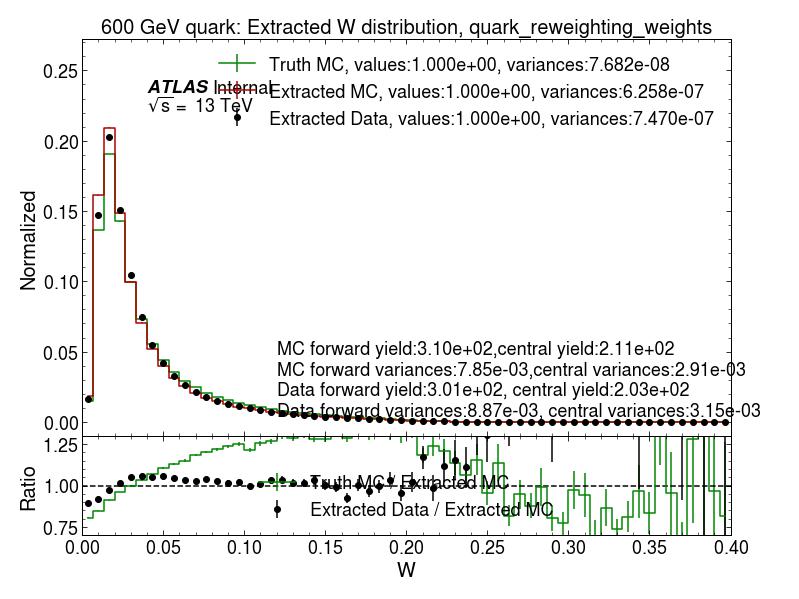 600 GeV quark: Extracted W distribution, quark_reweighting_weights
Truth MC, values:1.000e+00, variances:7.682e-08
Extracted MC, values:1.000e+00, variances:6.258e-07
Extracted Data, values:1.000e+00, variances:7.470e-07
ATLAS Internal
√s = 13 TeV
MC forward yield:3.10e+02,central yield:2.11e+02
MC forward variances:7.85e-03,central variances:2.91e-03
Data forward yield:3.01e+02, central yield:2.03e+02
Data forward variances:8.87e-03, central variances:3.15e-03
Normalized
0.25
0.20
0.15
0.10
0.05
0.00
Ratio
1.25
1.00
0.75
Truth MC / Extracted MC
Extracted Data / Extracted MC
0.00 0.05 0.10 0.15 0.20 0.25 0.30 0.35 0.40
W